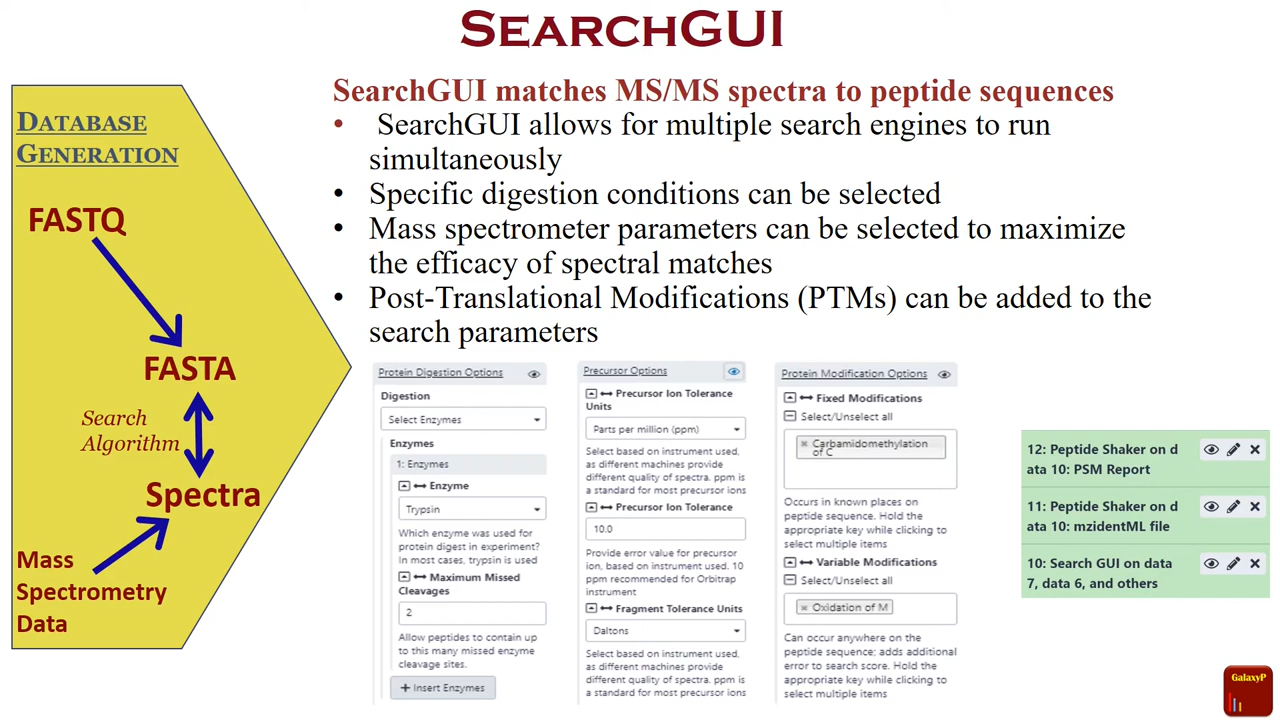 SEARCHGUI
DATABASE
GENERATION
FASTQ
FASTA
Search
Algorithm
Spectra
Mass
Spectrometry
Data
SearchGUI matches MS/MS spectra to peptide sequences
• SearchGUI allows for multiple search engines to run
simultaneously
• Specific digestion conditions can be selected
• Mass spectrometer parameters can be selected to maximize
the efficacy of spectral matches
• Post-Translational Modifications (PTMs) can be added to the
search parameters
Protein Digestion Options
Digestion
Select Enzymes
Enzymes
1: Enzymes
Enzyme
Trypsin
Which enzyme was used for
protein digest in experiment?
In most cases, trypsin is used
Maximum Missed
Cleavages
2
Allow peptides to contain up
to this many missed enzyme
cleavage sites.
+ Insert Enzymes
Precursor Options
Precursor Ion Tolerance
Units
Parts per million (ppm)
Select based on instrument used,
as different machines provide
different quality of spectra. ppm is
a standard for most precursor ions
Precursor Ion Tolerance
10.0
Provide error value for precursor
ion, based on instrument used. 10
ppm recommended for Orbitrap
instrument
Fragment Tolerance Units
Daltons
Select based on instrument used,
as different machines provide
different quality of spectra. ppm is
a standard for most precursor ions
Protein Modification Options
Fixed Modifications
Select/Unselect all
× Carbamidomethylation
of C
Occurs in known places on
peptide sequence. Hold the
appropriate key while clicking to
select multiple items
Variable Modifications
Select/Unselect all
× Oxidation of M
Can occur anywhere on the
peptide sequence; adds additional
error to search score. Hold the
appropriate key while clicking to
select multiple items
12: Peptide Shaker on d
ata 10: PSM Report
11: Peptide Shaker on d
ata 10: mzidentML file
10: Search GUI on data
7, data 6, and others
GalaxyP